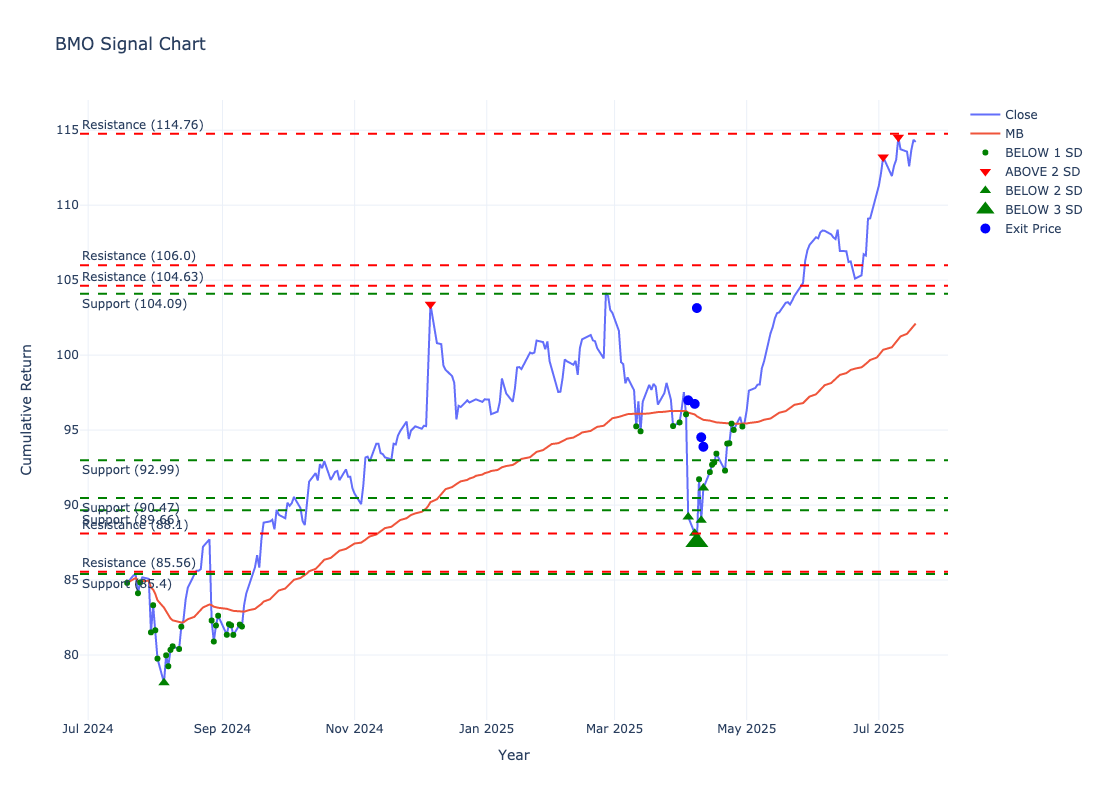 BMO Signal Chart
Resistance (114.76)
Resistance (106.0)
Resistance (104.63)
Support (104.09)
Support (92.99)
Support (90.47)
Support (89.66)
Resistance (88.1)
Resistance (85.56)
Support (85.4)
115
110
105
100
95
90
85
80
Cumulative Return
Jul 2024
Sep 2024
Nov 2024
Jan 2025
Mar 2025
May 2025
Jul 2025
Year
Close
MB
BELOW 1 SD
ABOVE 2 SD
BELOW 2 SD
BELOW 3 SD
Exit Price